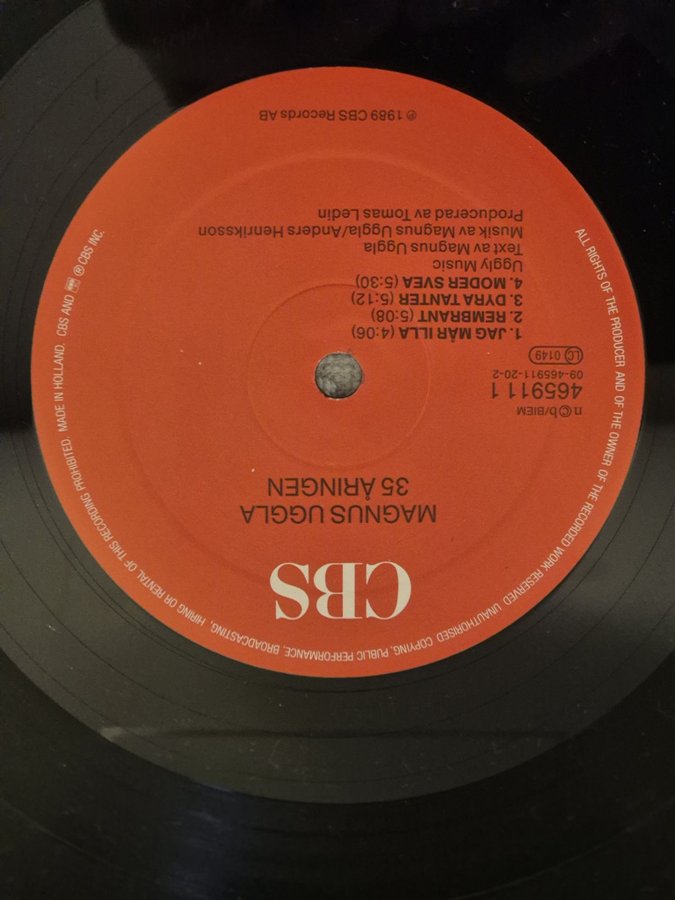 CBS
MAGNUS UGGLA
35 ÅRINGEN
n©b/BIEM
465911 1
09-465911-20-2
LC 0149
1. JAG MÅR ILLA (4:06)
2. REMBRANT (5:08)
3. DYRA TANTER (5:12)
4. MODER SVEA (5:30)
Uggly Music
Text av Magnus Uggla
Musik av Magnus Uggla/Anders Henriksson
Producerad av Tomas Ledin
℗ 1989 CBS Records AB
ALL RIGHTS OF THE PRODUCER AND OF THE OWNER OF THE RECORDED WORK RESERVED. UNAUTHORISED COPYING, PUBLIC PERFORMANCE, BROADCASTING, HIRING OR RENTAL OF THIS RECORDING PROHIBITED. MADE IN HOLLAND. CBS AND ® CBS INC.